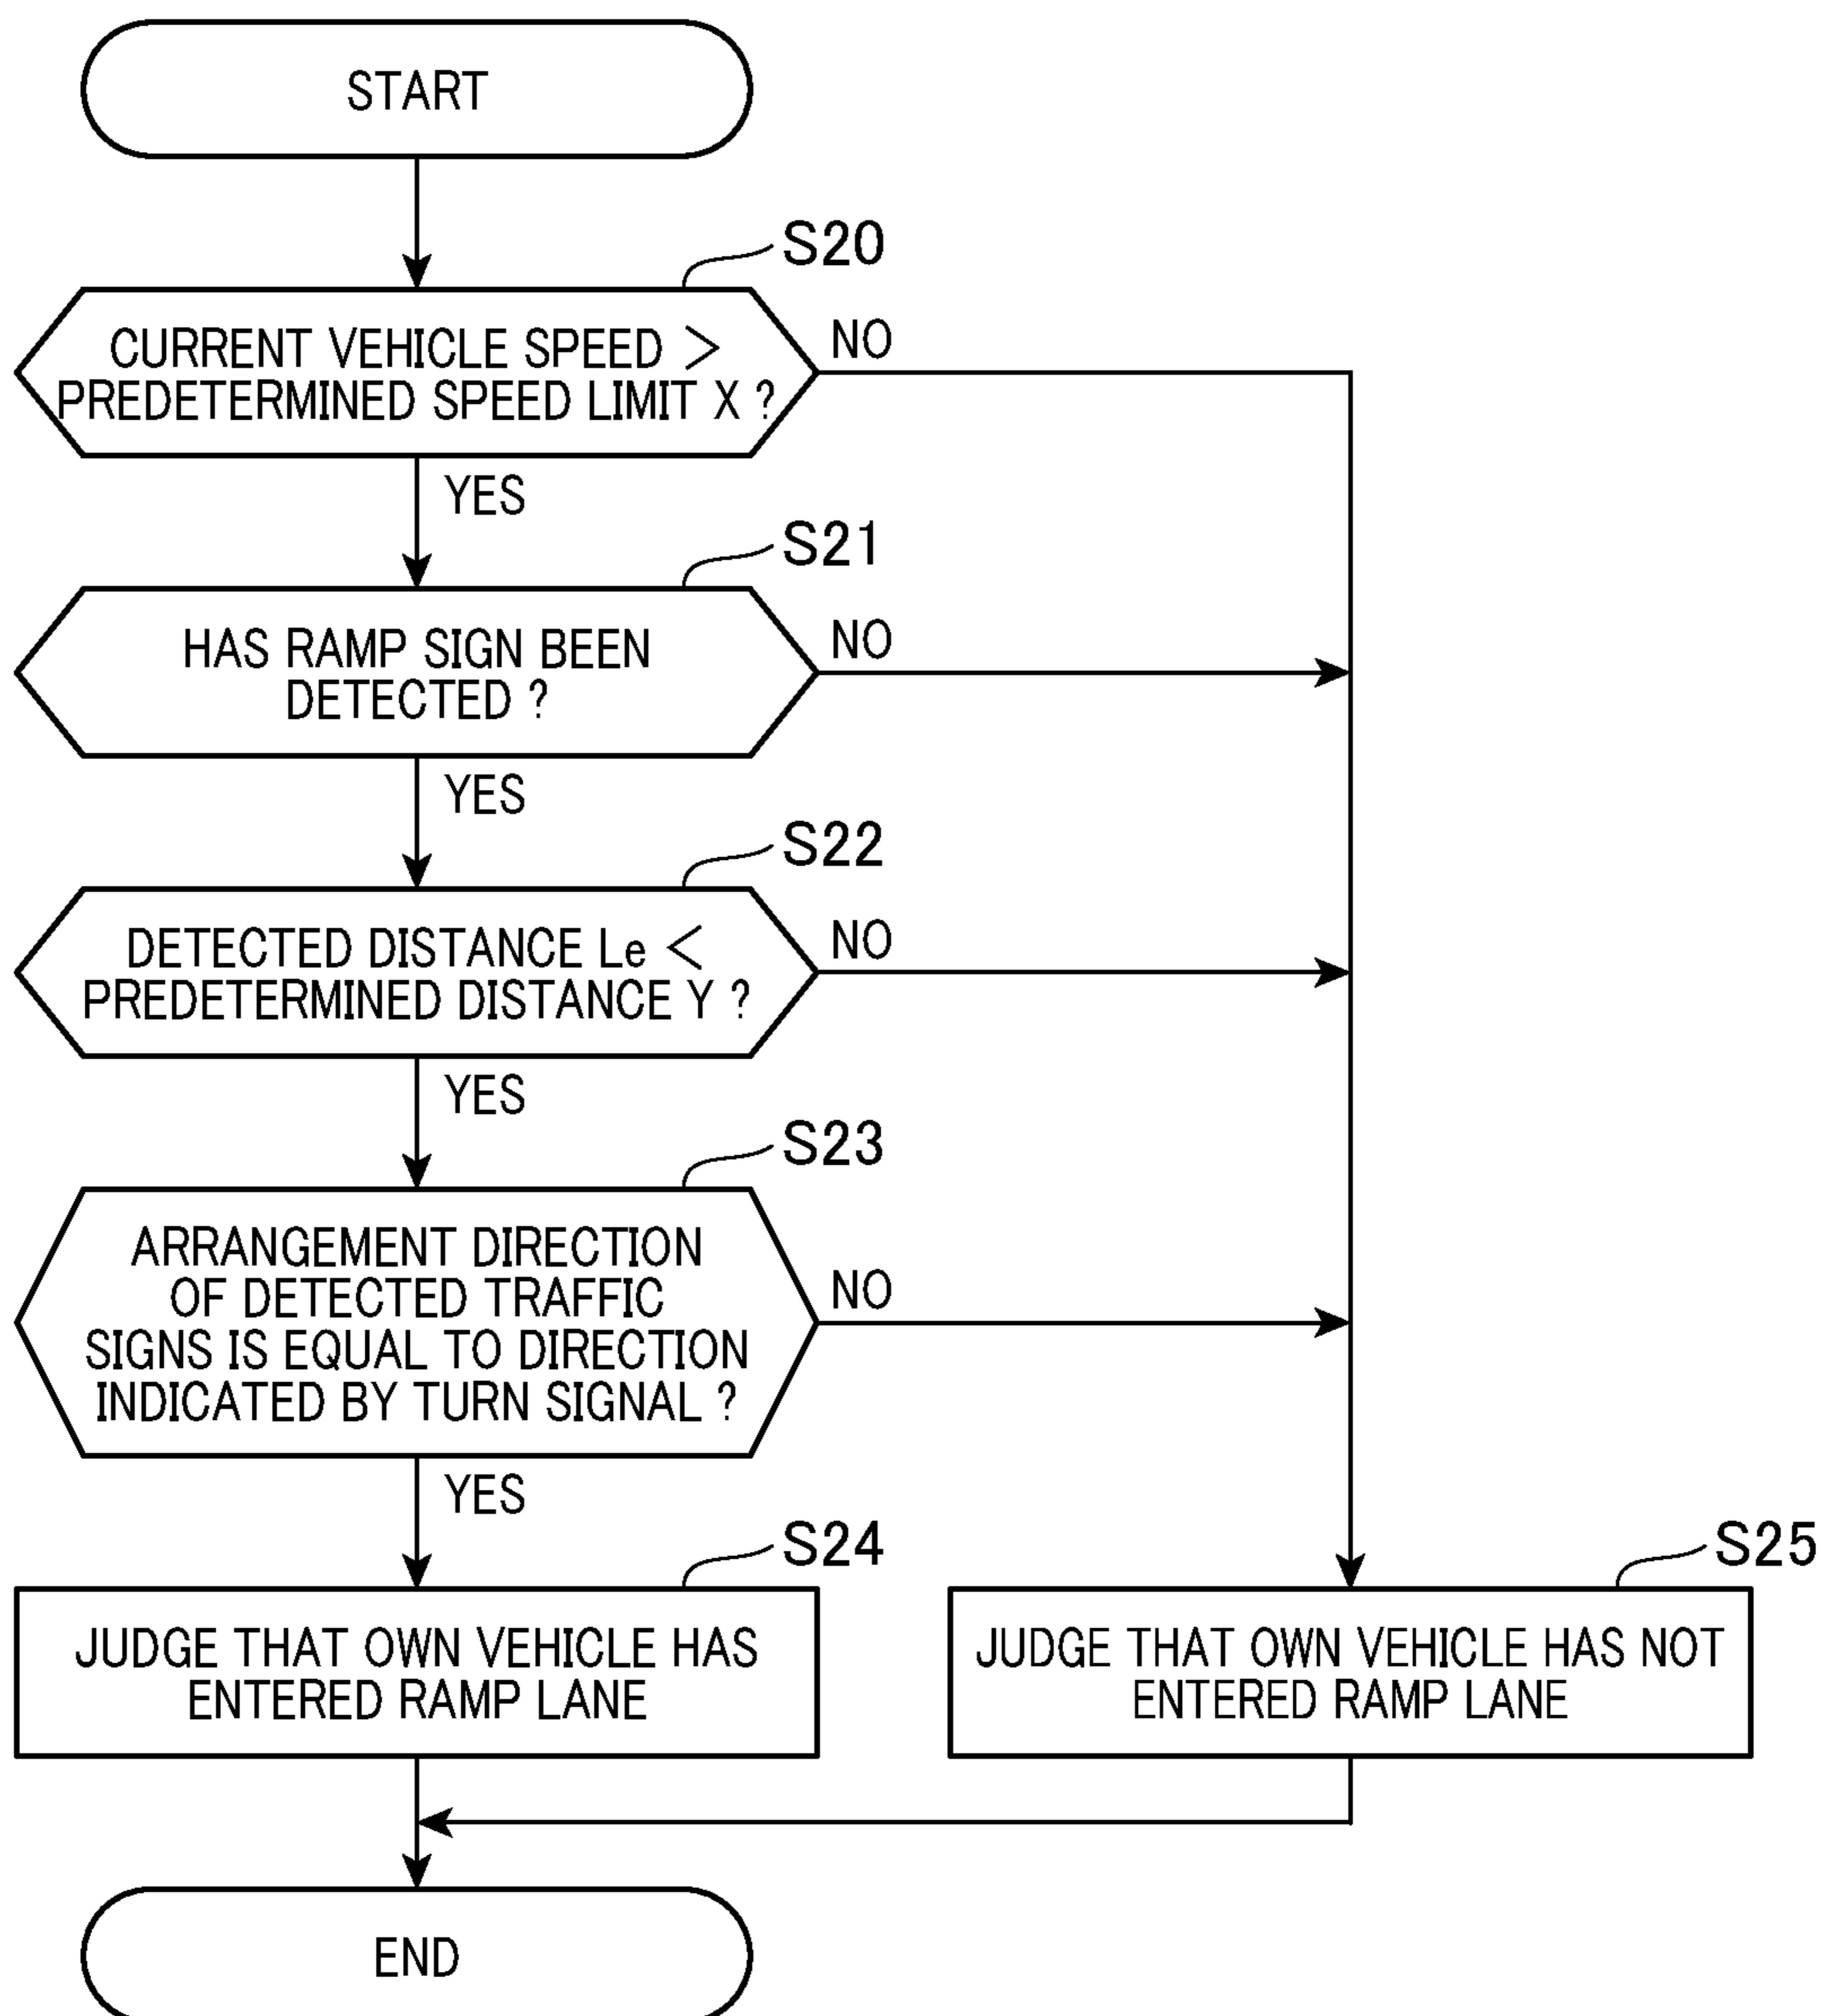 START
S20
CURRENT VEHICLE SPEED >
PREDETERMINED SPEED LIMIT X ?
NO
YES
S21
HAS RAMP SIGN BEEN
DETECTED ?
NO
YES
S22
DETECTED DISTANCE Le <
PREDETERMINED DISTANCE Y ?
NO
YES
S23
ARRANGEMENT DIRECTION
OF DETECTED TRAFFIC
SIGNS IS EQUAL TO DIRECTION
INDICATED BY TURN SIGNAL ?
NO
YES
S24
JUDGE THAT OWN VEHICLE HAS
ENTERED RAMP LANE
S25
JUDGE THAT OWN VEHICLE HAS NOT
ENTERED RAMP LANE
END